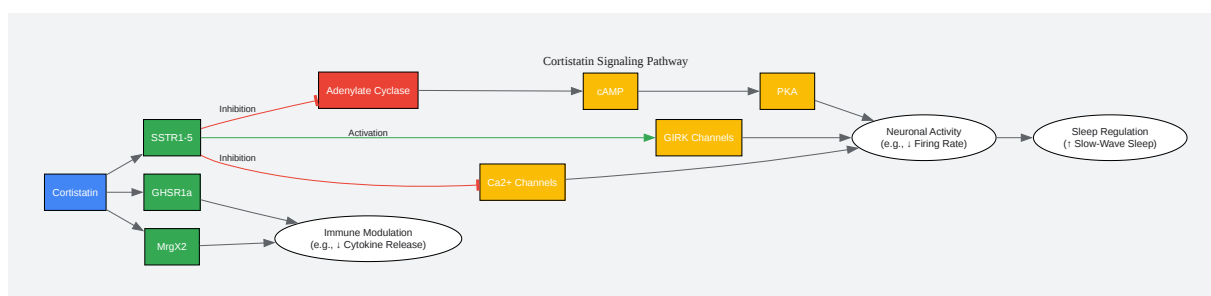 Cortistatin Signaling Pathway
Adenylate Cyclase
cAMP
PKA
Inhibition
SSTR1-5
Activation
GIRK Channels
Neuronal Activity
(e.g., ↓ Firing Rate)
Sleep Regulation
(↑ Slow-Wave Sleep)
Inhibition
Ca2+ Channels
Cortistatin
GHSR1a
MrgX2
Immune Modulation
(e.g., ↓ Cytokine Release)